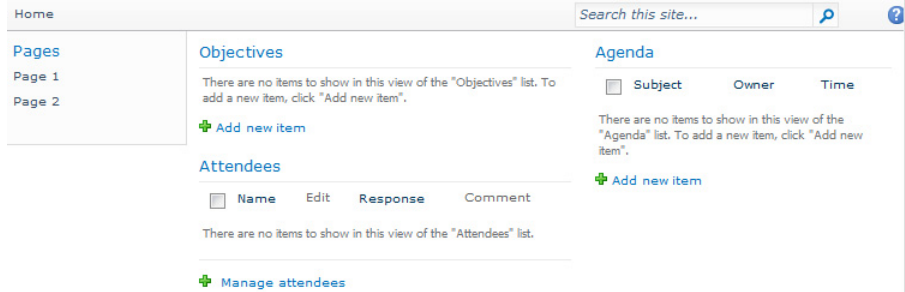 Home
Search this site...
Pages
Page 1
Page 2
Objectives
There are no items to show in this view of the "Objectives" list. To
add a new item, click "Add new item".
Add new item
Attendees
Name Edit Response Comment
There are no items to show in this view of the "Attendees" list.
Manage attendees
Agenda
Subject Owner Time
There are no items to show in this view of the
"Agenda" list. To add a new item, click "Add new
item".
Add new item